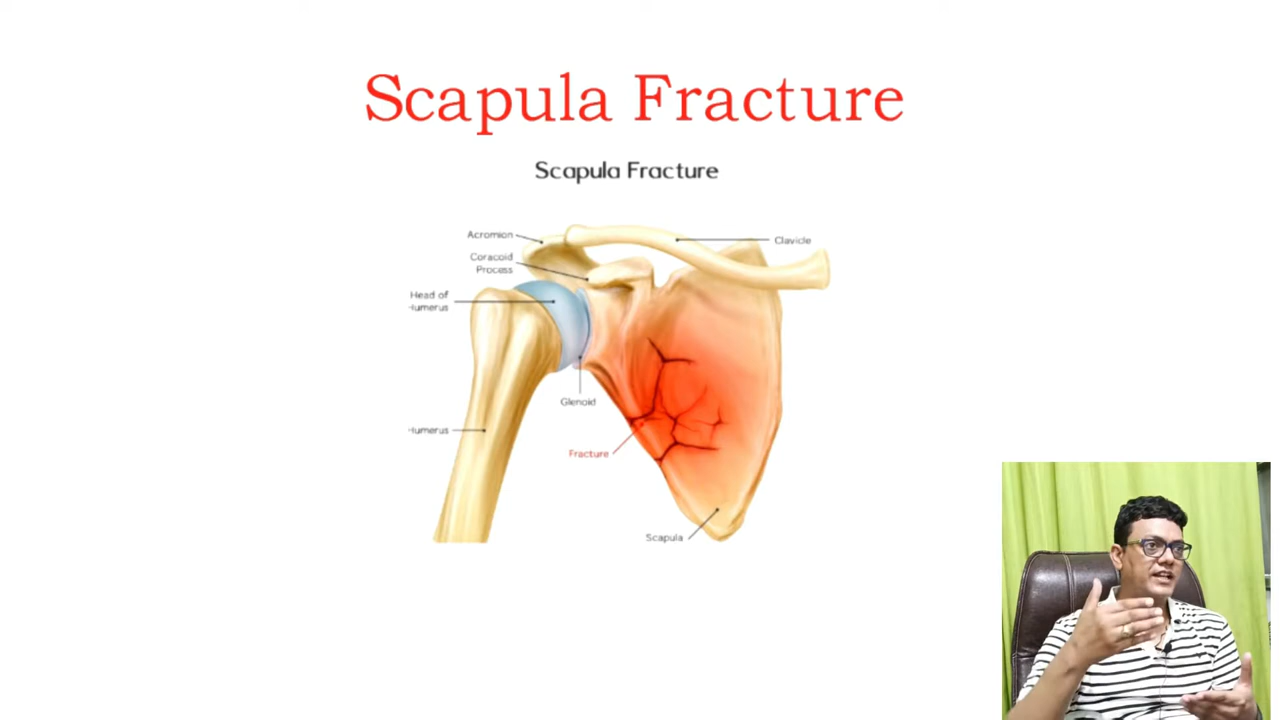 Scapula Fracture
Scapula Fracture
Acromion
Clavicle
Coracoid
Process
Head of
Humerus
Glenoid
Humerus
Fracture
Scapula